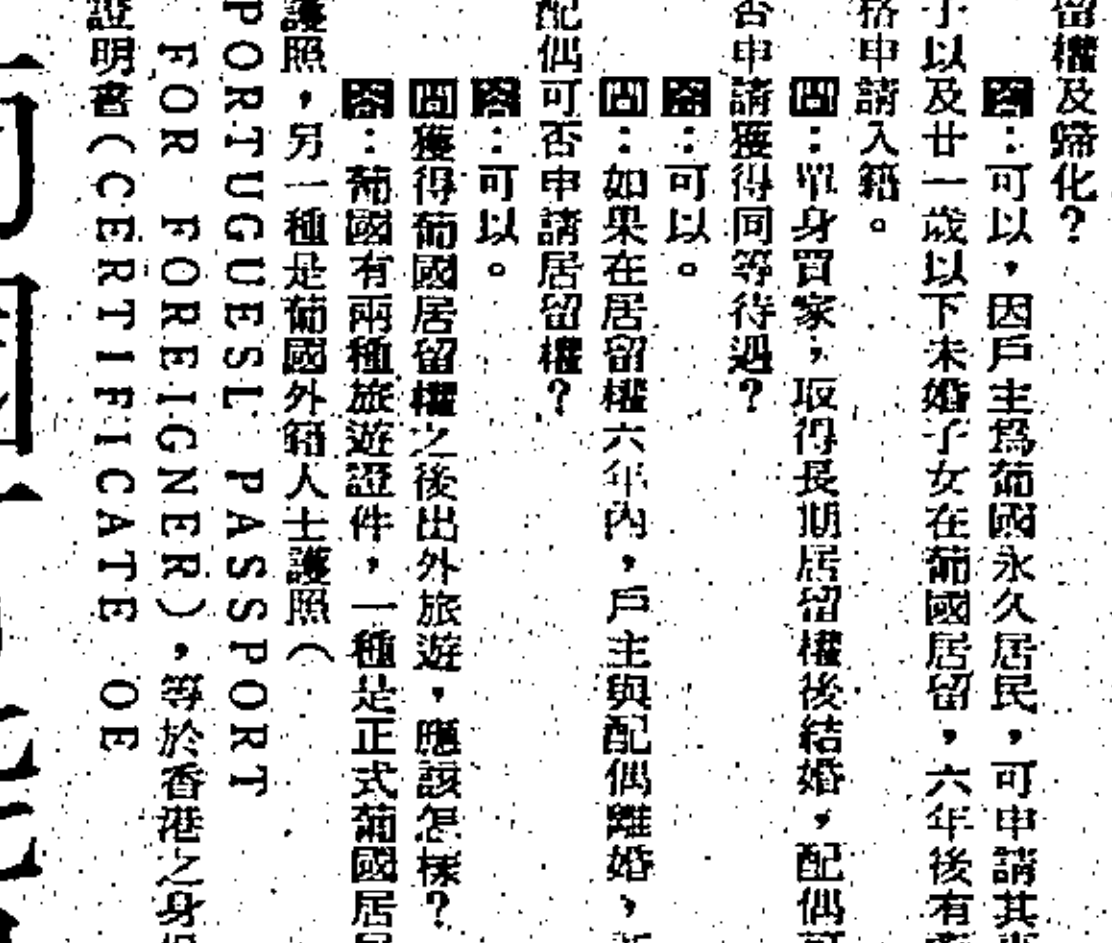 留權及歸化？
答：可以，因戶主爲葡國永久居民，可申請其
子以及廿一歲以下未婚子女在葡國居留，六年後有
格申請入籍。
問：單身買家，取得長期居留權後結婚，配偶可
否申請獲得同等待遇？
答：可以。
問：如果在居留權六年內，戶主與配偶離婚，
配偶可否申請居留權？
答：可以。
問獲得葡國居留權之後出外旅遊，應該怎樣？
答：葡國有兩種旅遊證件，一種是正式葡國居
護照，另一種是葡國外籍人士護照（
PORTUGUESL PASSPORT
FOR FOREIGNER），等於香港之身
證明書（CERTIFICATE OE